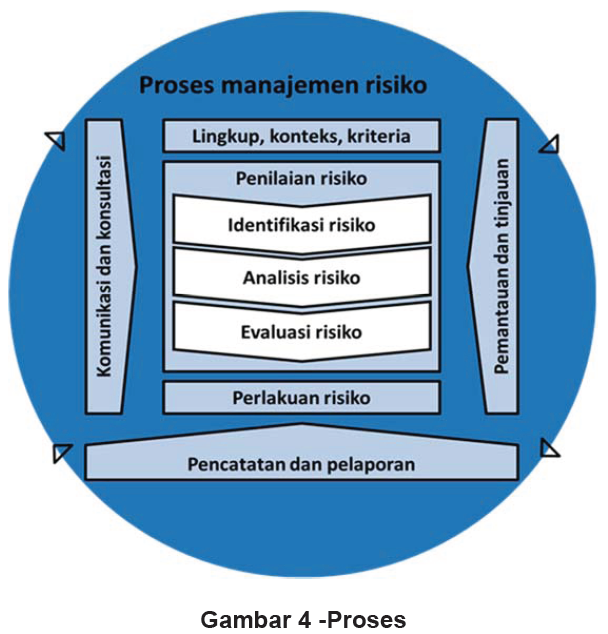 Proses manajemen risiko
Lingkup, konteks, kriteria
Komunikasi dan konsultasi
Penilaian risiko
Identifikasi risiko
Analisis risiko
Evaluasi risiko
Pemantauan dan tinjauan
Perlakuan risiko
Pencatatan dan pelaporan
Gambar 4 -Proses